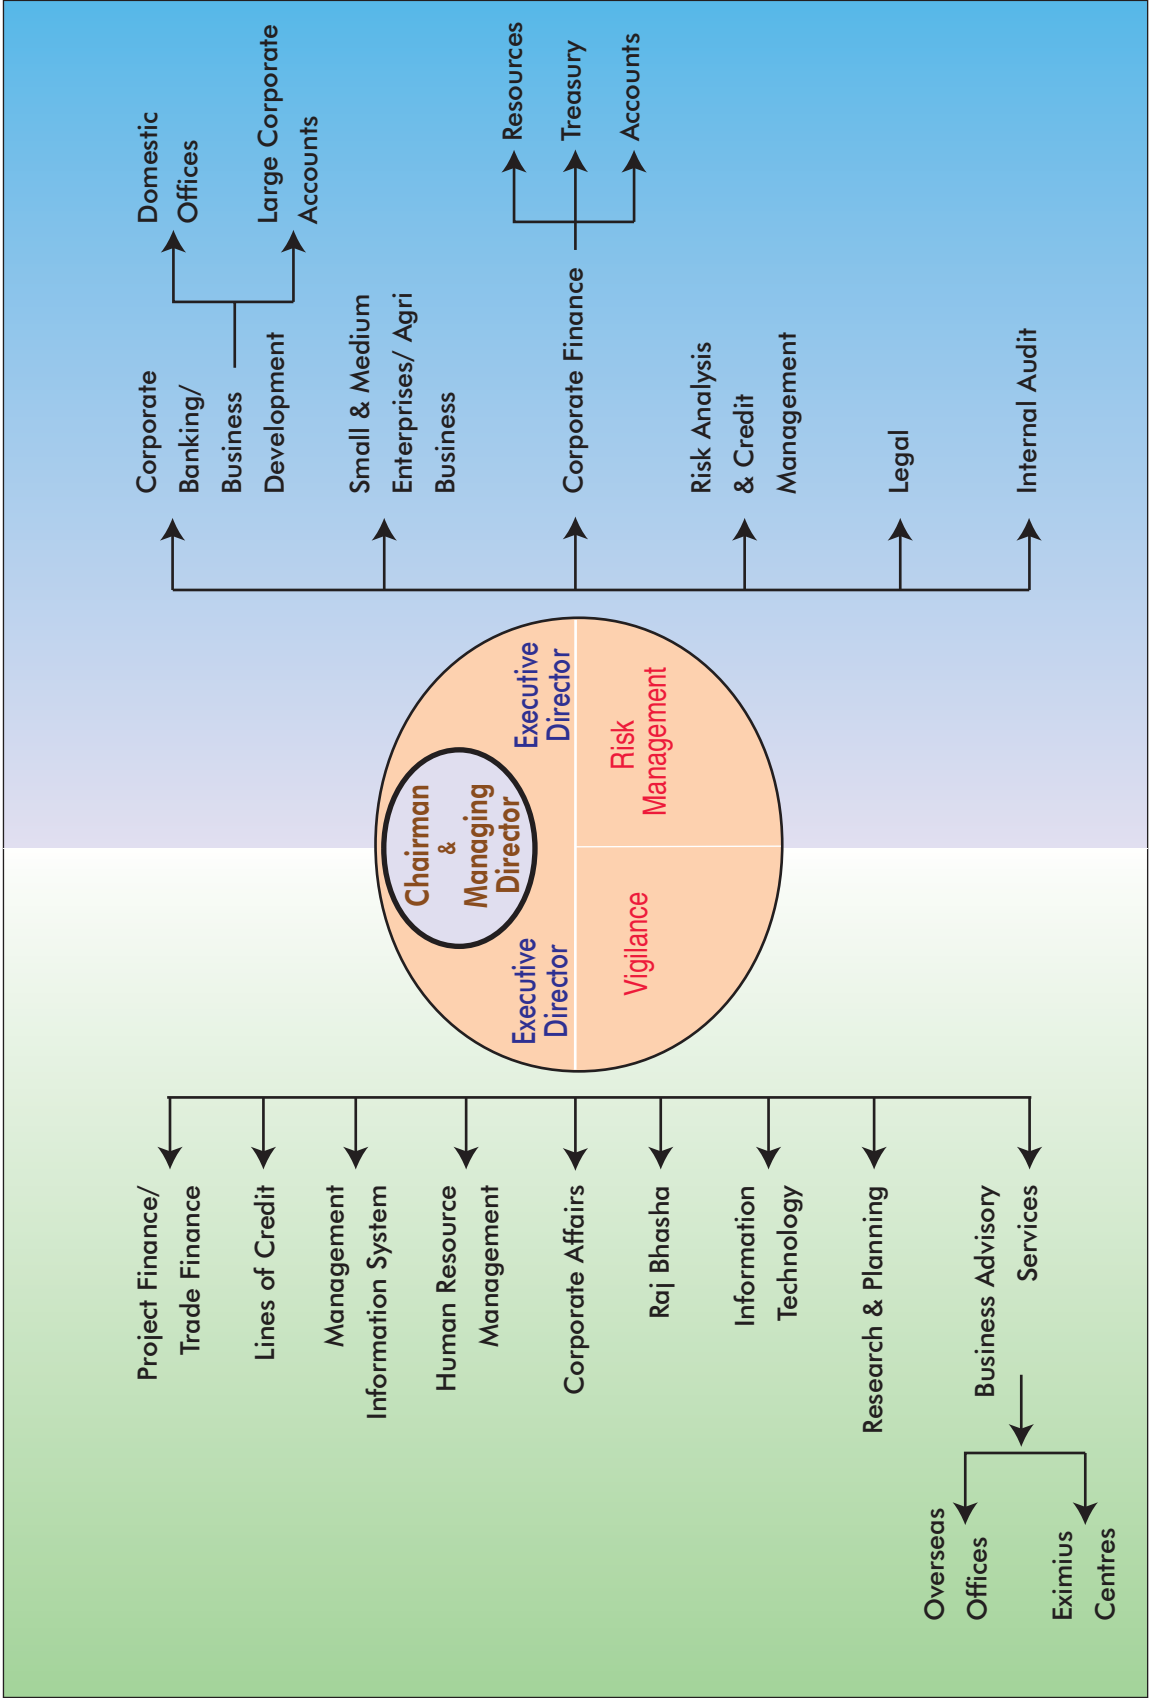 Chairman
&
Managing
Director
Executive
Director
Executive
Director
Vigilance
Risk
Management
Project Finance/
Trade Finance
Lines of Credit
Management
Information System
Human Resource
Management
Corporate Affairs
Raj Bhasha
Information
Technology
Research & Planning
Business Advisory
Services
Overseas
Offices
Eximius
Centres
Corporate
Banking/
Business
Development
Domestic
Offices
Large Corporate
Accounts
Small & Medium
Enterprises/ Agri
Business
Corporate Finance
Resources
Treasury
Accounts
Risk Analysis
& Credit
Management
Legal
Internal Audit